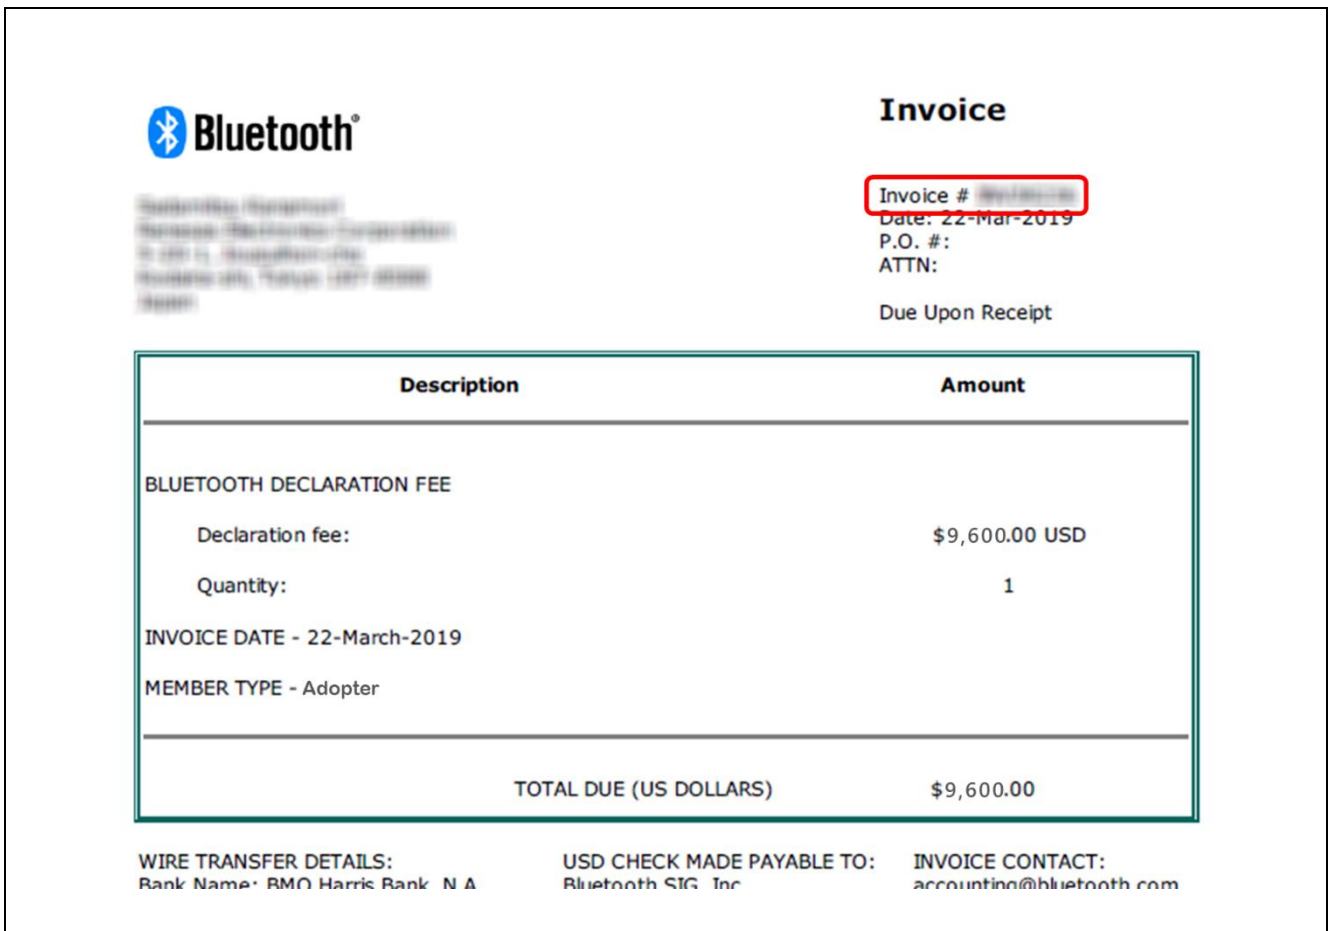 Bluetooth®
Invoice
Invoice #
Date: 22-Mar-2019
P.O. #:
ATTN:
Due Upon Receipt
Description Amount
BLUETOOTH DECLARATION FEE
Declaration fee: $9,600.00 USD
Quantity: 1
INVOICE DATE - 22-March-2019
MEMBER TYPE - Adopter
TOTAL DUE (US DOLLARS) $9,600.00
WIRE TRANSFER DETAILS: USD CHECK MADE PAYABLE TO: INVOICE CONTACT:
Bank Name: BMO Harris Bank, N.A. Bluetooth SIG, Inc. accounting@bluetooth.com